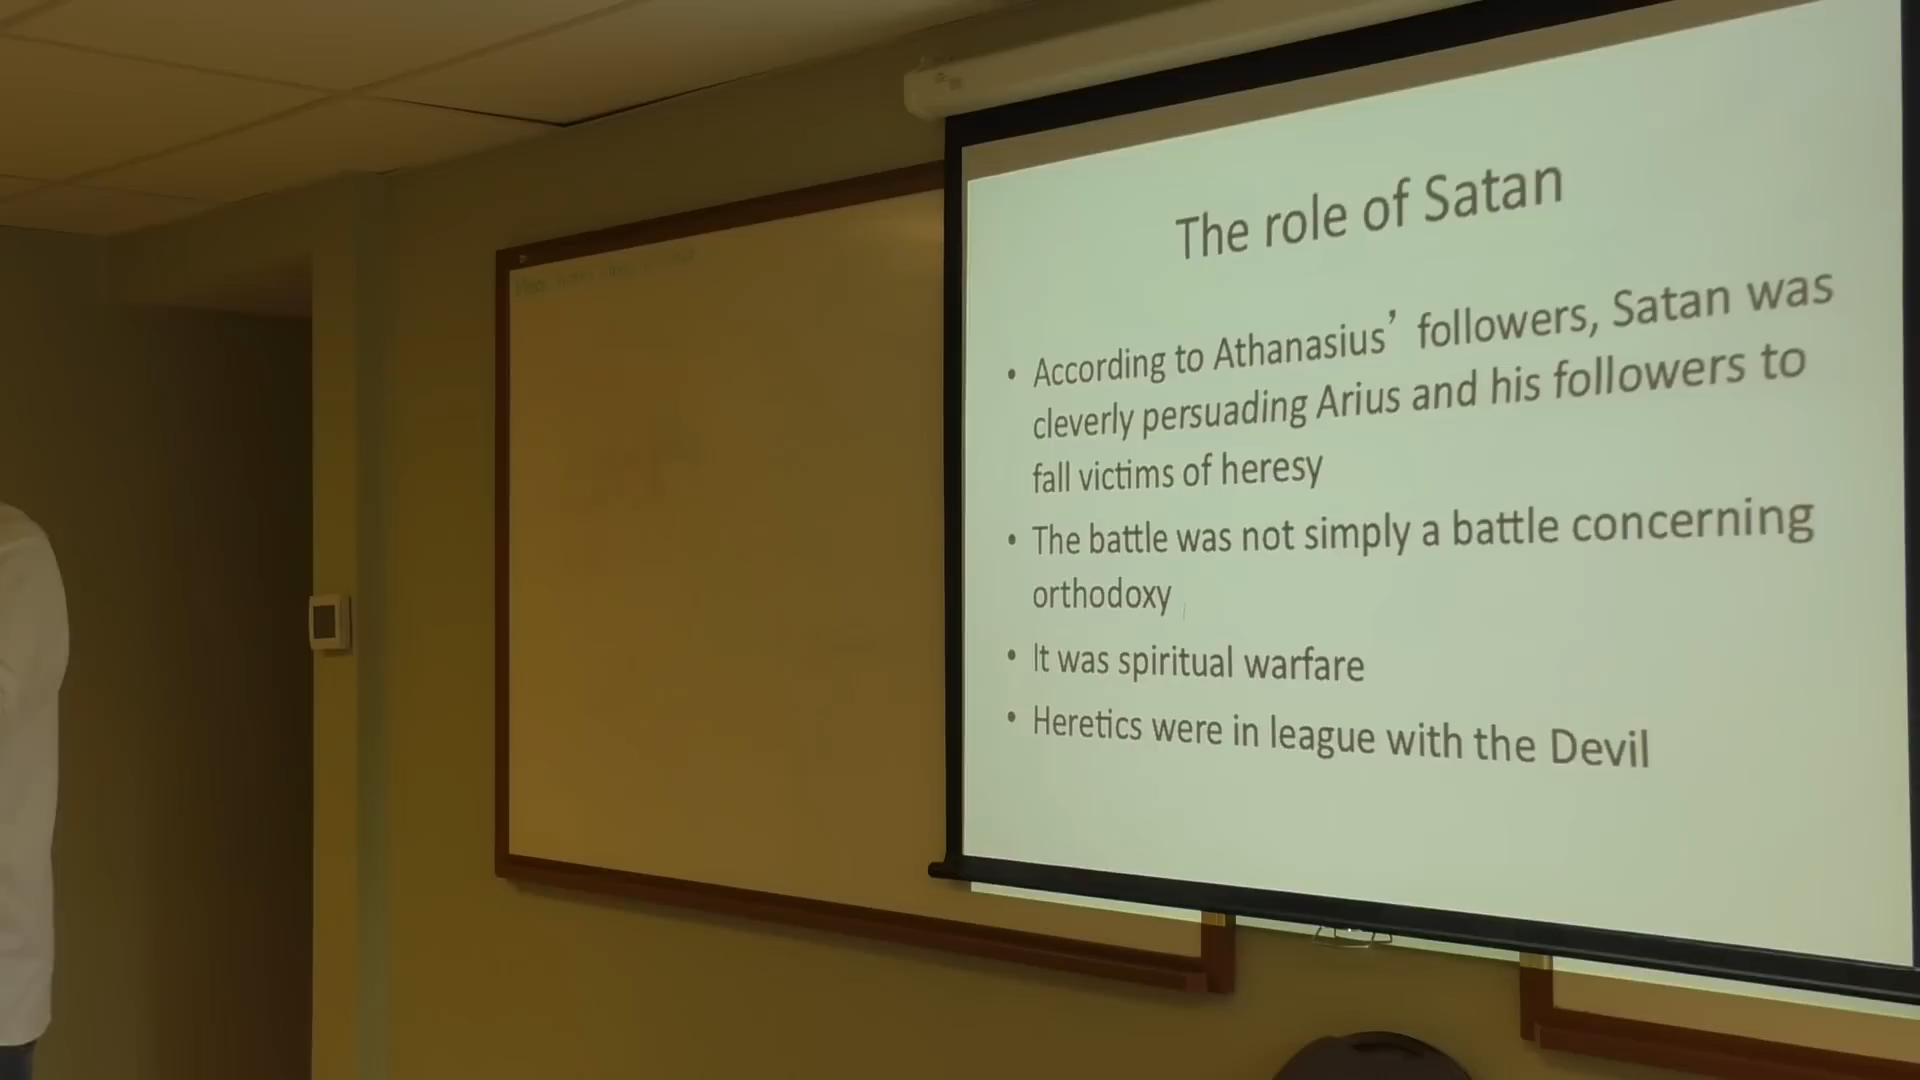 The role of Satan
• According to Athanasius’ followers, Satan was
cleverly persuading Arius and his followers to
fall victims of heresy
• The battle was not simply a battle concerning
orthodoxy
• It was spiritual warfare
• Heretics were in league with the Devil